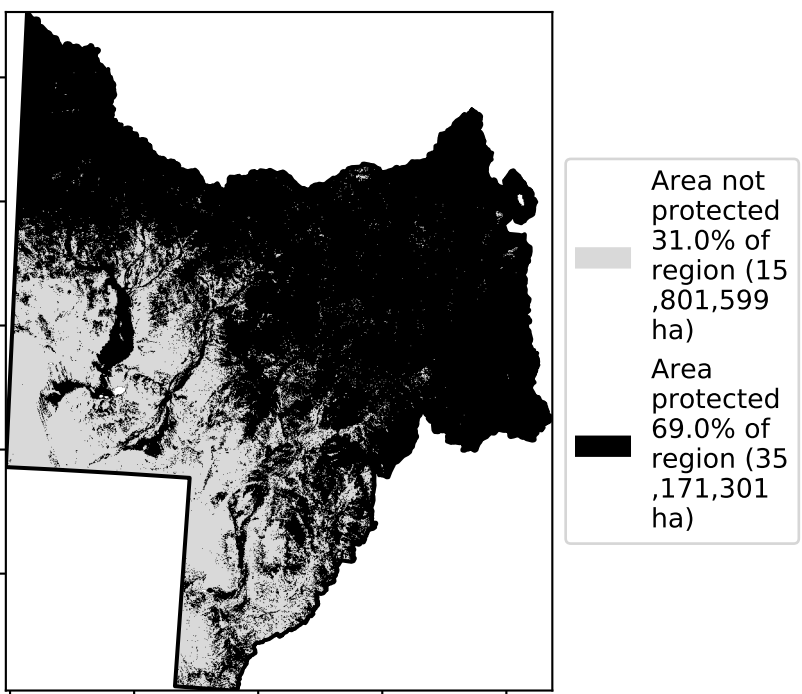 Area not
protected
31.0% of
region (15
,801,599
ha)
Area
protected
69.0% of
region (35
,171,301
ha)